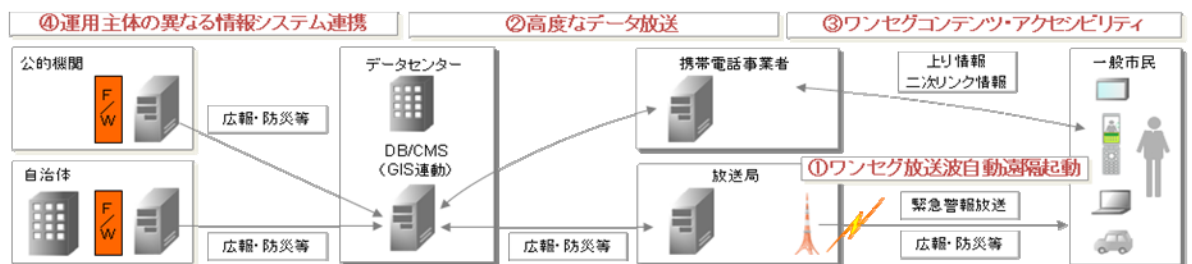 ④運用主体の異なる情報システム連携
②高度なデータ放送
③ワンセグコンテンツ・アクセシビリティ
公的機関
F/W
広報・防災等
自治体
F/W
広報・防災等
データセンター
DB/CMS
(GIS連動)
広報・防災等
携帯電話事業者
放送局
上り情報
二次リンク情報
①ワンセグ放送波自動遠隔起動
緊急警報放送
広報・防災等
一般市民